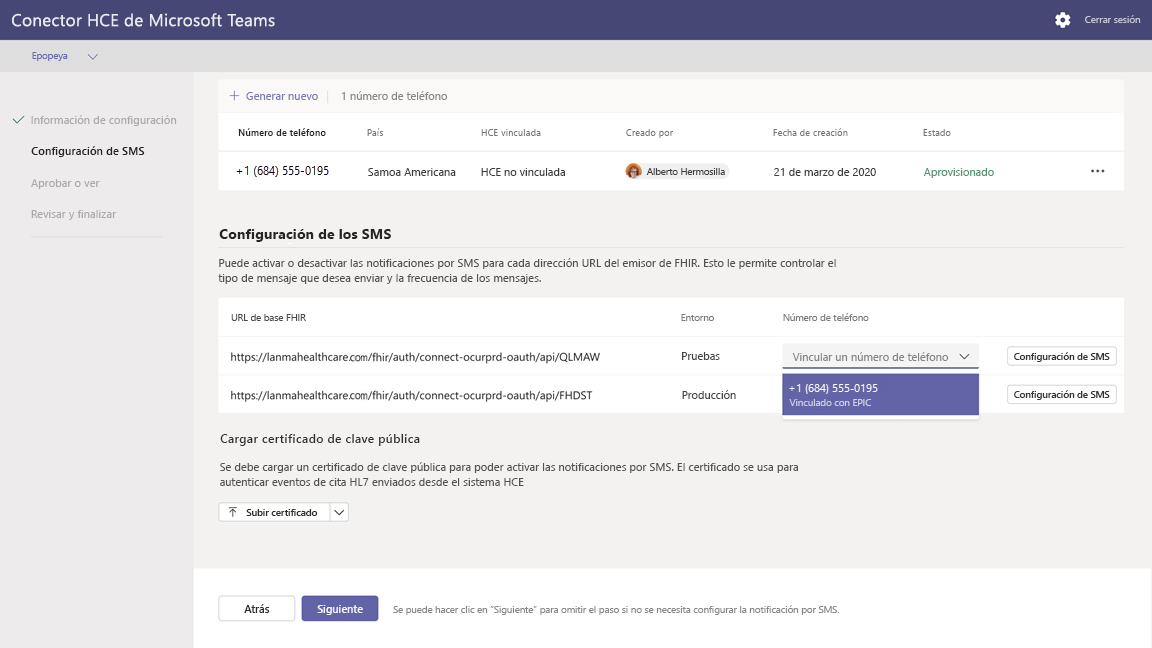 Conector HCE de Microsoft Teams
Cerrar sesión
Epopeya
Información de configuración
Configuración de SMS
Aprobar o ver
Revisar y finalizar
+ Generar nuevo | 1 número de teléfono
Número de teléfono País HCE vinculada Creado por Fecha de creación Estado
+1 (684) 555-0195 Samoa Americana HCE no vinculada Alberto Hermosilla 21 de marzo de 2020 Aprovisionado ...
Configuración de los SMS
Puede activar o desactivar las notificaciones por SMS para cada dirección URL del emisor de FHIR. Esto le permite controlar el
tipo de mensaje que desea enviar y la frecuencia de los mensajes.
URL de base FHIR Entorno Número de teléfono
https://lanmahealthcare.com/fhir/auth/connect-ocurprd-oauth/api/QLMAW Pruebas Vincular un número de teléfono Configuración de SMS
https://lanmahealthcare.com/fhir/auth/connect-ocurprd-oauth/api/FHDST Producción +1 (684) 555-0195 Configuración de SMS
Vinculado con EPIC
Cargar certificado de clave pública
Se debe cargar un certificado de clave pública para poder activar las notificaciones por SMS. El certificado se usa para
autenticar eventos de cita HL7 enviados desde el sistema HCE
Subir certificado
Atrás Siguiente Se puede hacer clic en "Siguiente" para omitir el paso si no se necesita configurar la notificación por SMS.